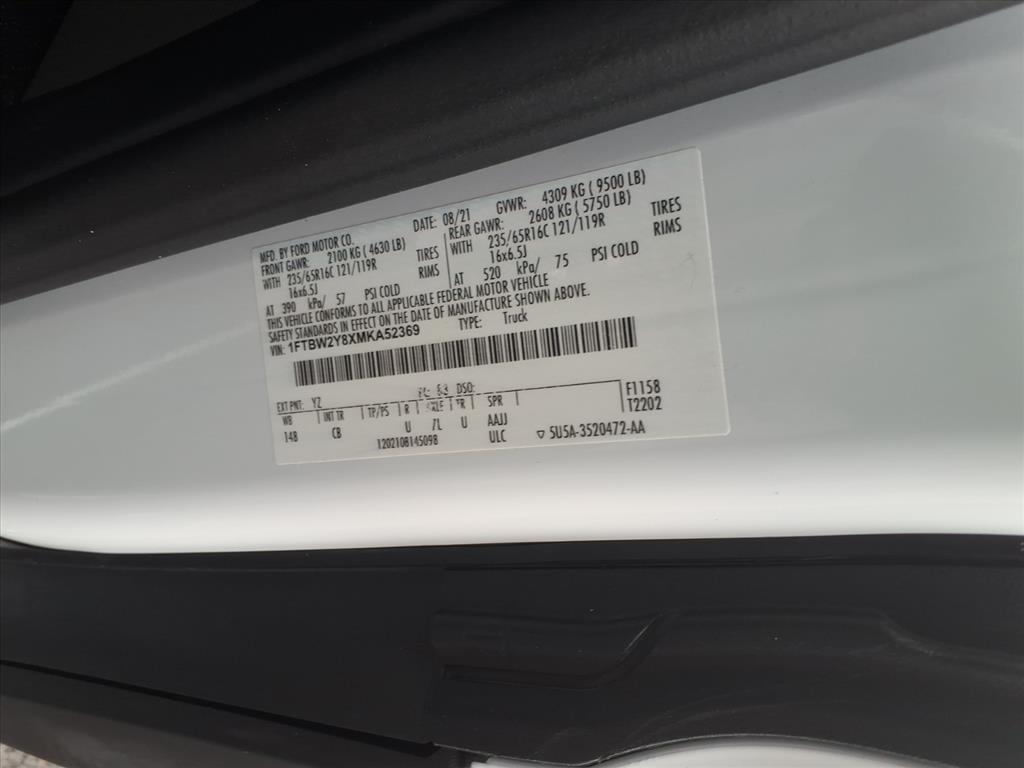 MFD. BY FORD MOTOR CO. DATE: 08/21 GVWR: 4309 KG ( 9500 LB)
FRONT GAWR: 2100 KG ( 4630 LB) REAR GAWR: 2608 KG ( 5750 LB)
WITH 235/65R16C 121/119R TIRES WITH 235/65R16C 121/119R TIRES
16x6.5J RIMS 16x6.5J RIMS
AT 390 kPa/ 57 PSI COLD AT 520 kPa/ 75 PSI COLD
THIS VEHICLE CONFORMS TO ALL APPLICABLE FEDERAL MOTOR VEHICLE
SAFETY STANDARDS IN EFFECT ON THE DATE OF MANUFACTURE SHOWN ABOVE.
VIN: 1FTBW2Y8XMKA52369 TYPE: Truck
EXT PNT: YZ DSO: F1158
WB INT TR TP/PS R TR SPR T2202
148 CB U 7L U AAJJ
1202108145098 ULC ▽ SU5A-3520472-AA